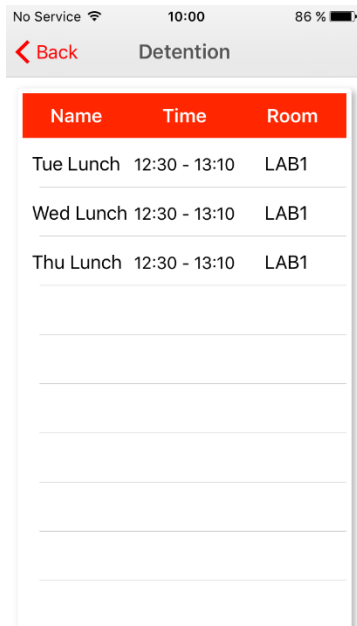 No Service 10:00 86 %
Back Detention
Name Time Room
Tue Lunch 12:30 - 13:10 LAB1
Wed Lunch 12:30 - 13:10 LAB1
Thu Lunch 12:30 - 13:10 LAB1